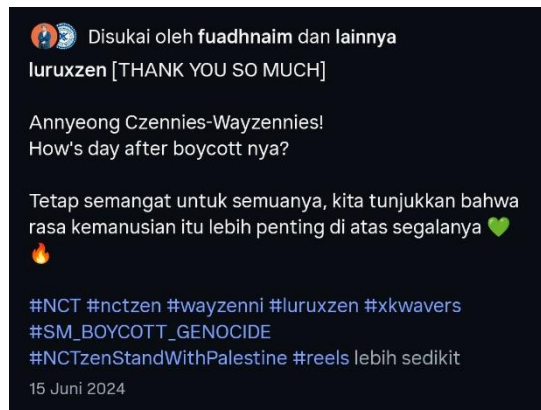 Disukai oleh fuadhnaim dan lainnya
luruxzen [THANK YOU SO MUCH]
Annyeong Czennies-Wayzennies!
How's day after boycott nya?
Tetap semangat untuk semuanya, kita tunjukkan bahwa
rasa kemanusian itu lebih penting di atas segalanya 💚
🔥
#NCT #nctzen #wayzenni #luruxzen #xkwavers
#SM_BOYCOTT_GENOCIDE
#NCTzenStandWithPalestine #reels lebih sedikit
15 Juni 2024